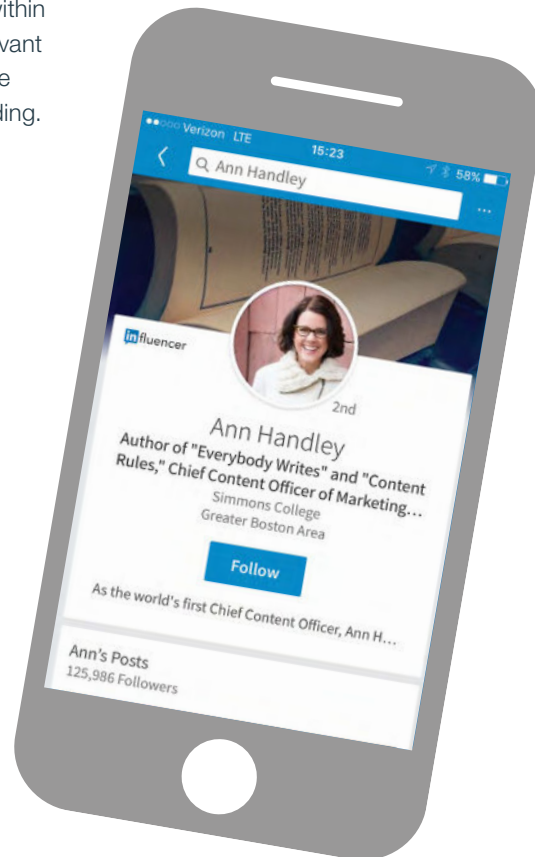 ithin
vant
e
ding.
Verizon LTE 15:23 58%
Ann Handley
...
influencer
2nd
Ann Handley
Author of "Everybody Writes" and "Content
Rules," Chief Content Officer of Marketing...
Simmons College
Greater Boston Area
Follow
As the world's first Chief Content Officer, Ann H...
Ann's Posts
125,986 Followers